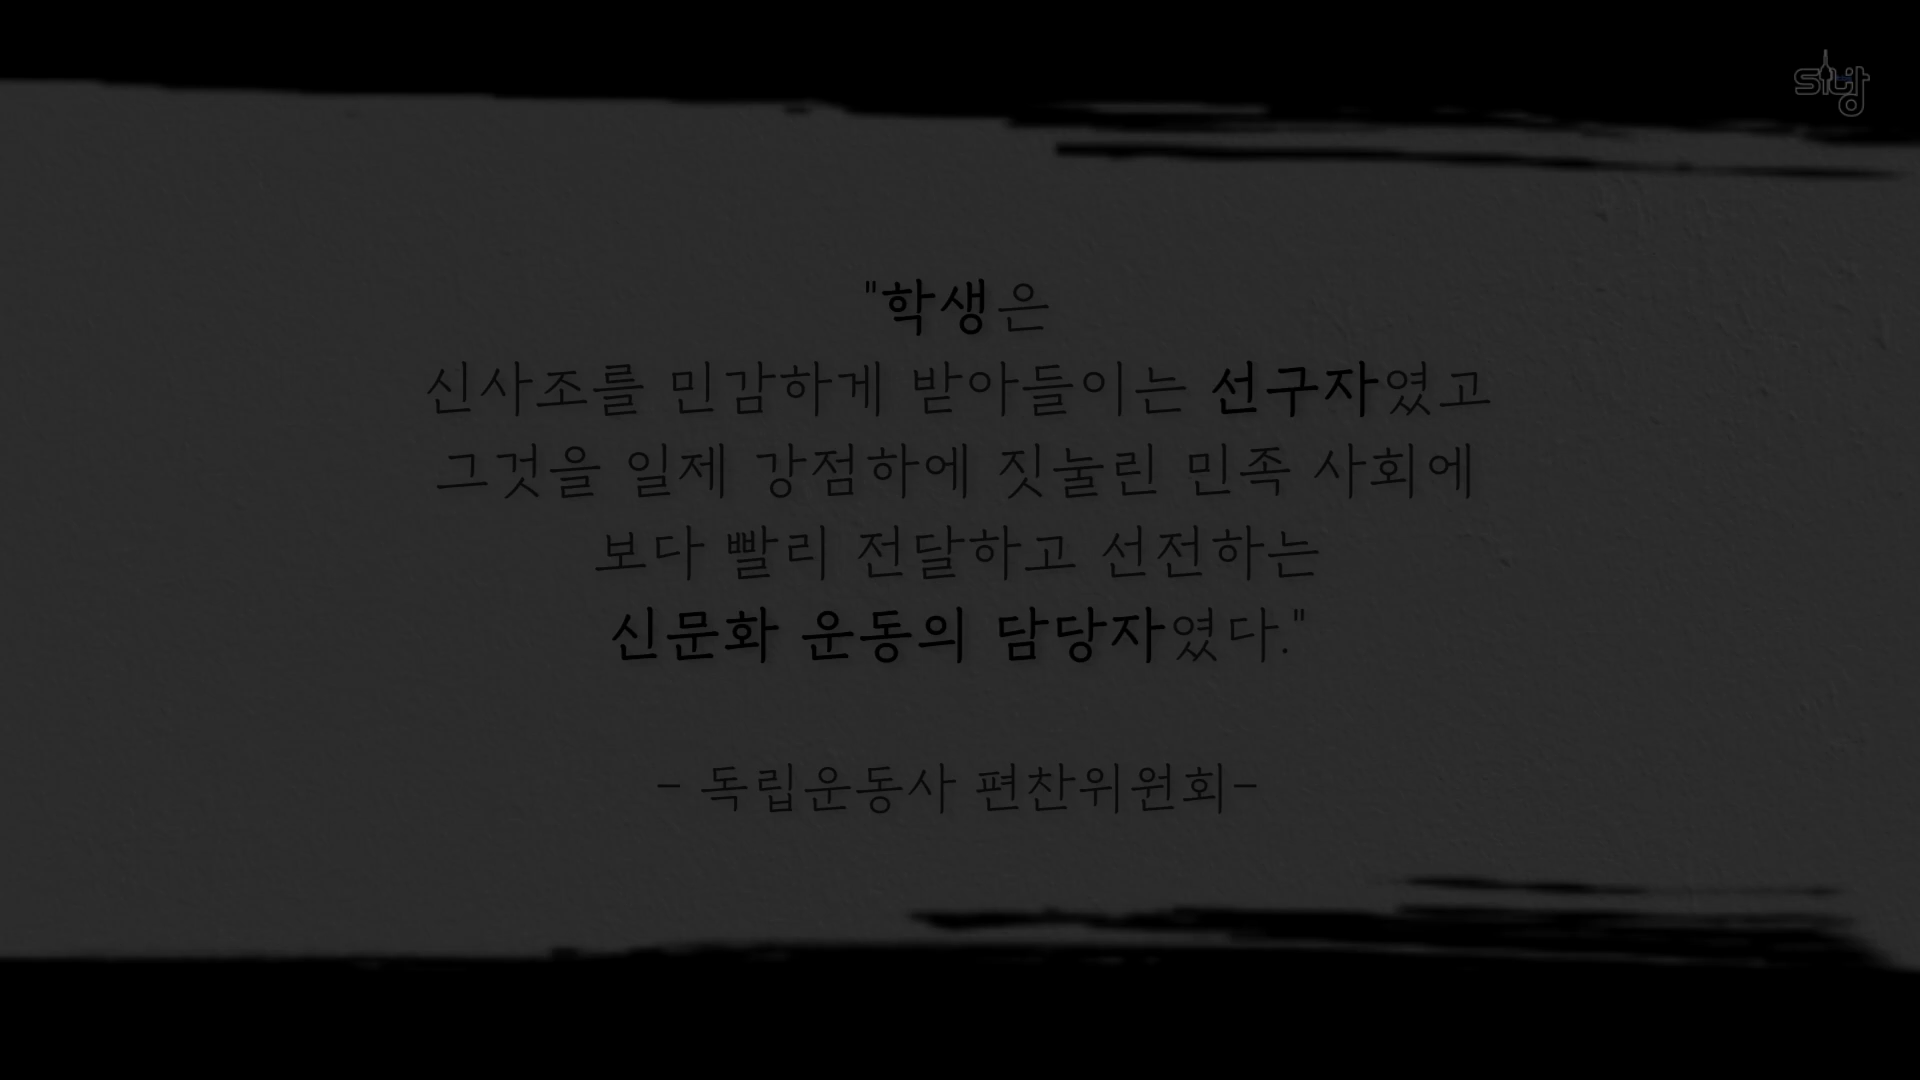 "학생은
신사조를 민감하게 받아들이는 선구자였고
그것을 일제 강점하에 짓눌린 민족 사회에
보다 빨리 전달하고 선전하는
신문화 운동의 담당자였다."
- 독립운동사 편찬위원회-